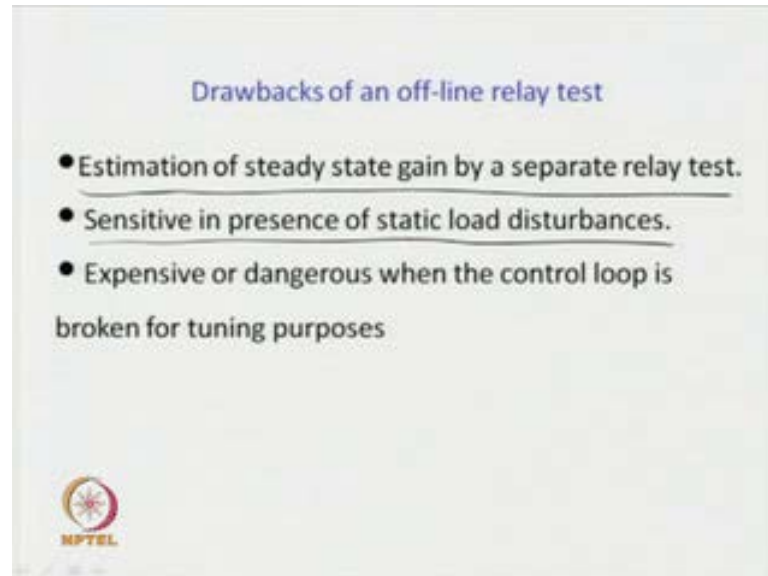 Drawbacks of an off-line relay test
•Estimation of steady state gain by a separate relay test.
• Sensitive in presence of static load disturbances.
• Expensive or dangerous when the control loop is
broken for tuning purposes
NPTEL